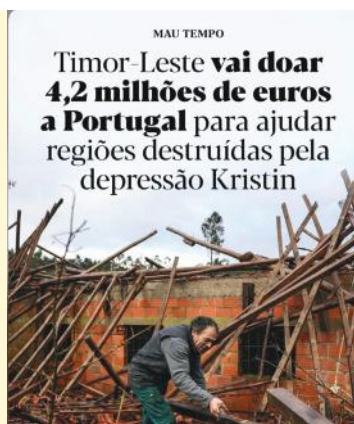 MAU TEMPO
Timor-Leste vai doar
4,2 milhões de euros
a Portugal para ajudar
regiões destruídas pela
depressão Kristin